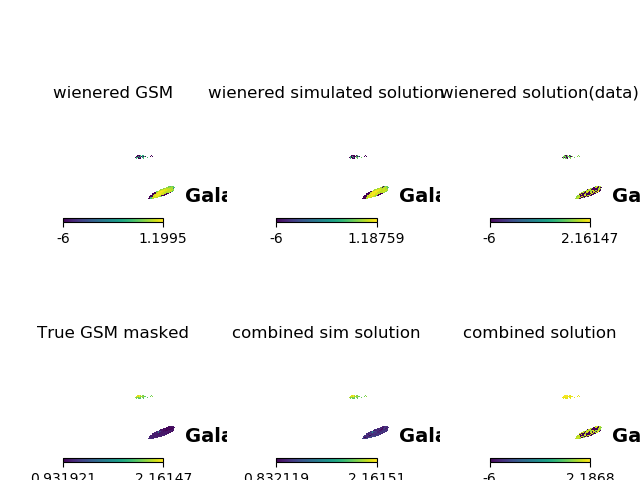 wienered GSM
wienered simulated solution
wienered solution(data)
Gala
Gala
Ga
-6 1.1995
-6 1.18759
-6 2.16147
True GSM masked
combined sim solution
combined solution
Gala
Gala
Ga
0.931921 2.16147
0.832119 2.16151
-6 2.1868